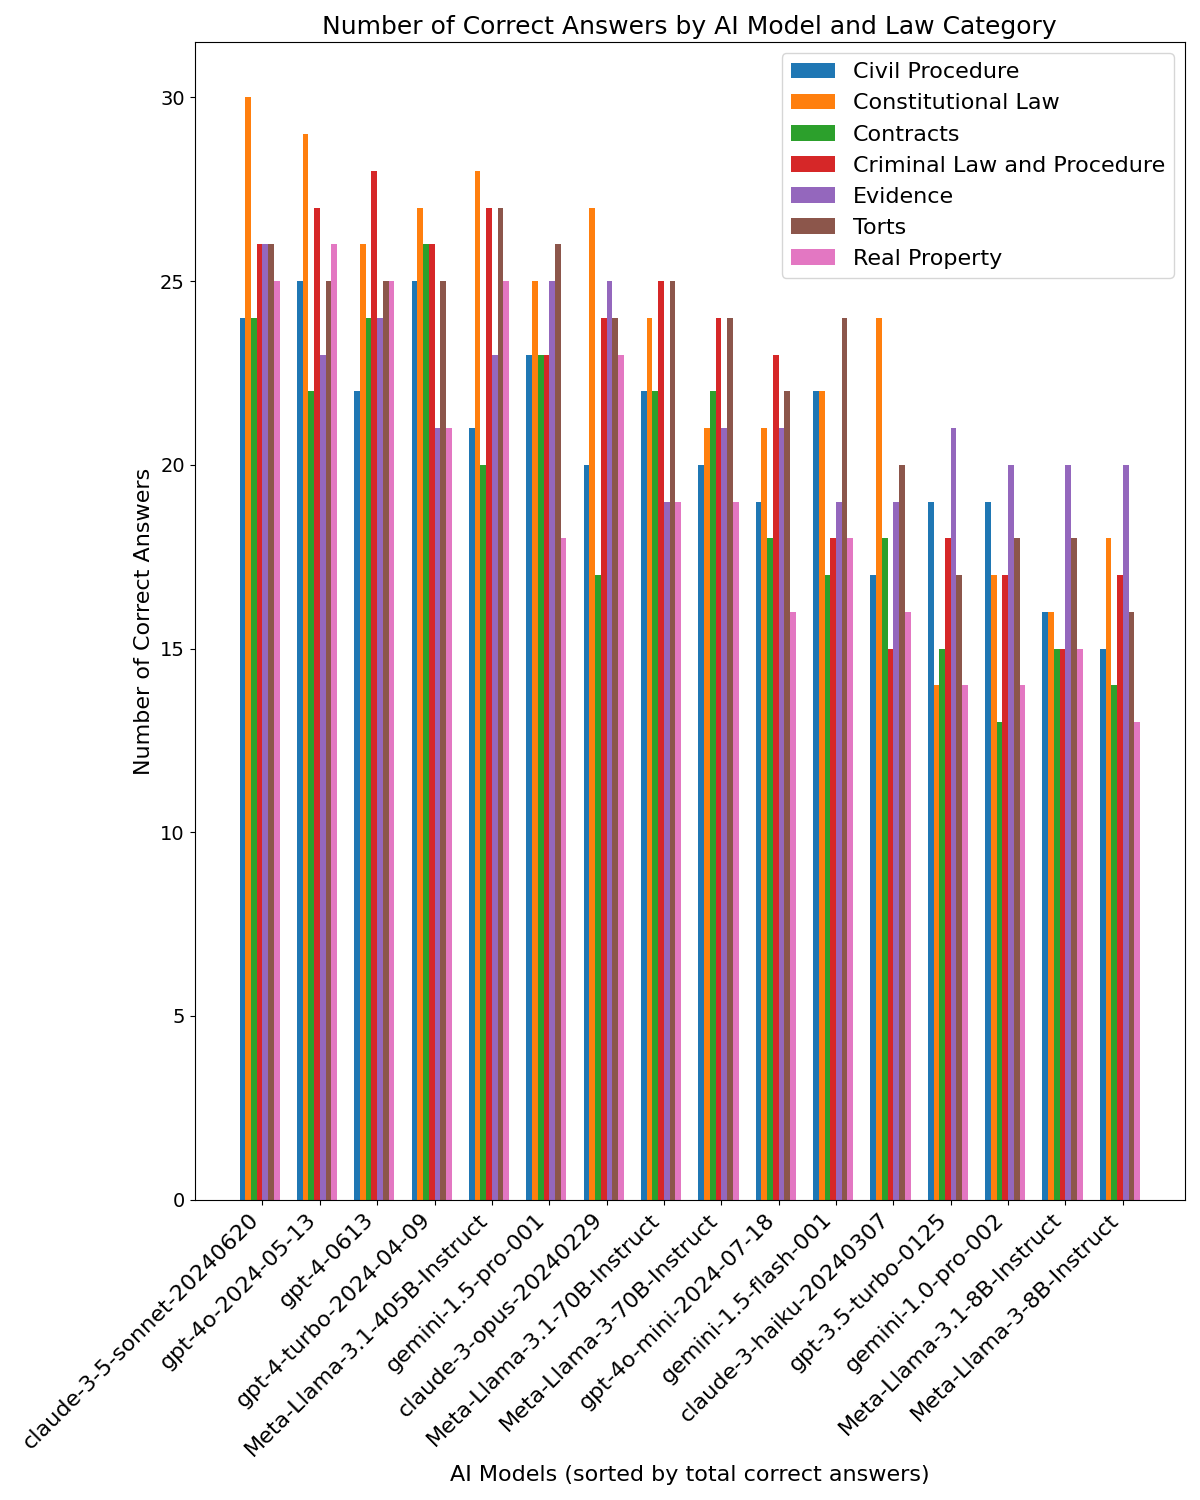 Number of Correct Answers by AI Model and Law Category
Civil Procedure
Constitutional Law
Contracts
Criminal Law and Procedure
Evidence
Torts
Real Property
Number of Correct Answers
30
25
20
15
10
5
0
claude-3-5-sonnet-20240620
gpt-4o-2024-05-13
gpt-4-0613
gpt-4-turbo-2024-04-09
Meta-Llama-3.1-405B-Instruct
gemini-1.5-pro-001
claude-3-opus-20240229
Meta-Llama-3.1-70B-Instruct
Meta-Llama-3-70B-Instruct
gpt-4o-mini-2024-07-18
gemini-1.5-flash-001
claude-3-haiku-20240307
gpt-3.5-turbo-0125
gemini-1.0-pro-002
Meta-Llama-3.1-8B-Instruct
Meta-Llama-3-8B-Instruct
AI Models (sorted by total correct answers)